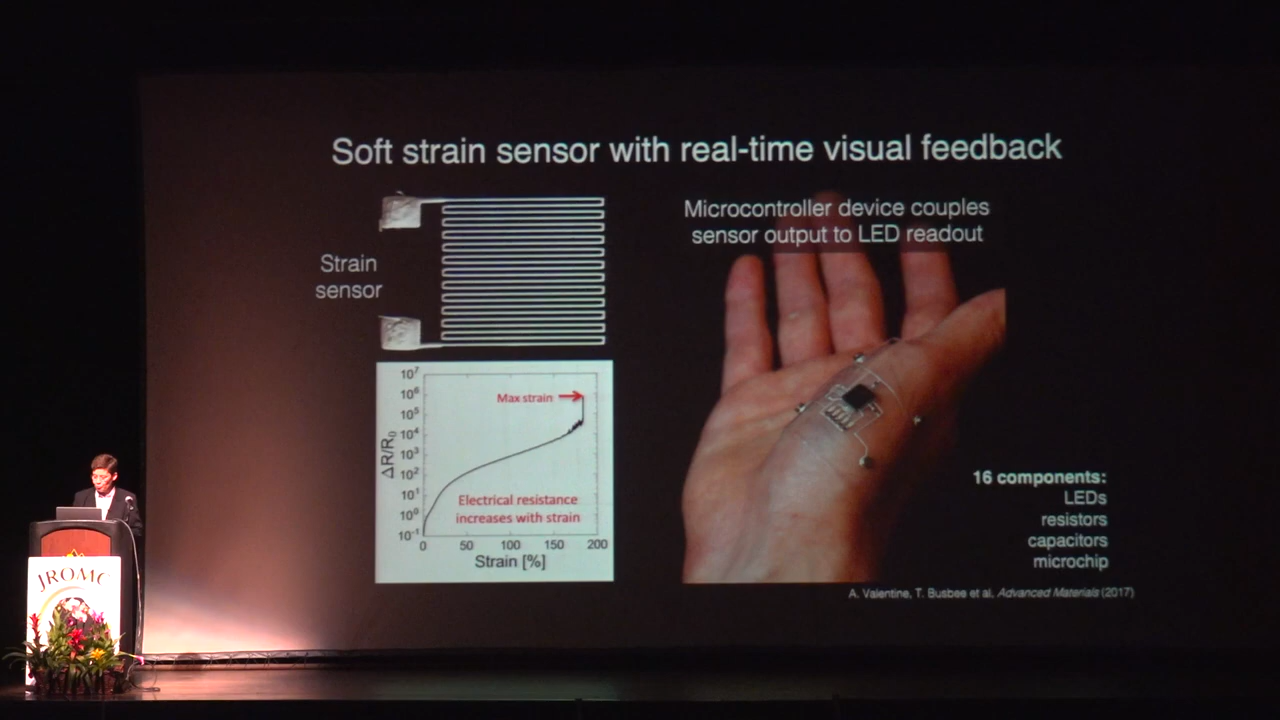 Soft strain sensor with real-time visual feedback
Strain
sensor
Microcontroller device couples
sensor output to LED readout
10⁷
10⁶
10⁵
10⁴
10³
10²
10¹
10⁰
10⁻¹
ΔR/R₀
Max strain
Electrical resistance
increases with strain
0 50 100 150 200
Strain [%]
16 components:
LEDs
resistors
capacitors
microchip
A. Valentine, T. Busbee et al, Advanced Materials (2017)
JROMC